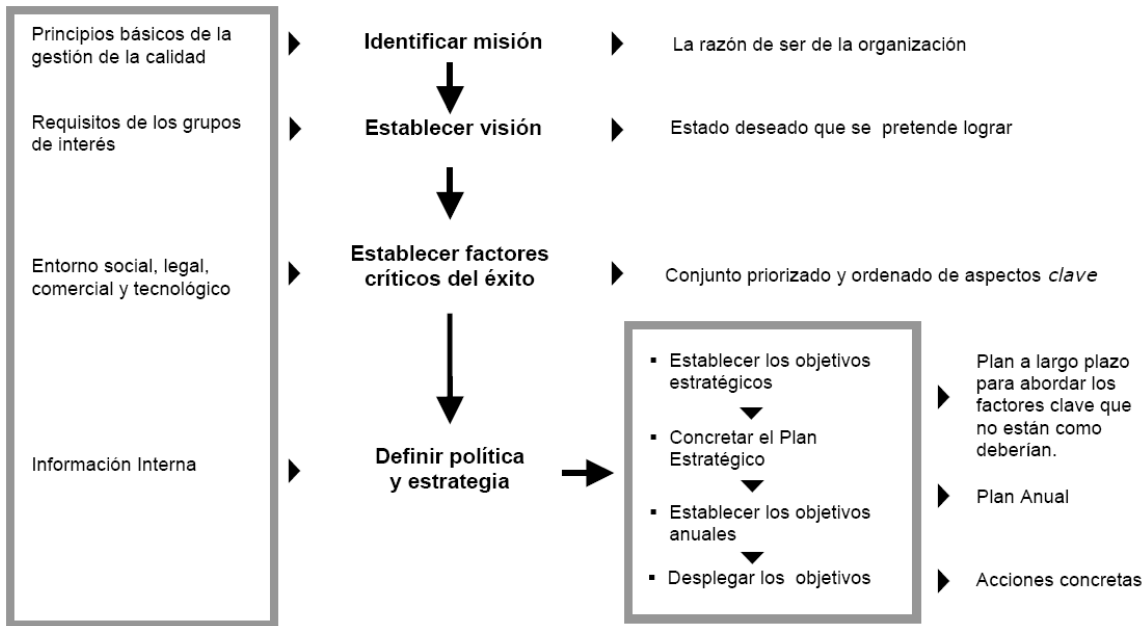 Principios básicos de la
gestión de la calidad
Identificar misión
La razón de ser de la organización
Requisitos de los grupos
de interés
Establecer visión
Estado deseado que se pretende lograr
Entorno social, legal,
comercial y tecnológico
Establecer factores
críticos del éxito
Conjunto priorizado y ordenado de aspectos clave
Información Interna
Definir política
y estrategia
▪ Establecer los objetivos
estratégicos
▪ Concretar el Plan
Estratégico
▪ Establecer los objetivos
anuales
▪ Desplegar los objetivos
Plan a largo plazo
para abordar los
factores clave que
no están como
deberían.
Plan Anual
Acciones concretas